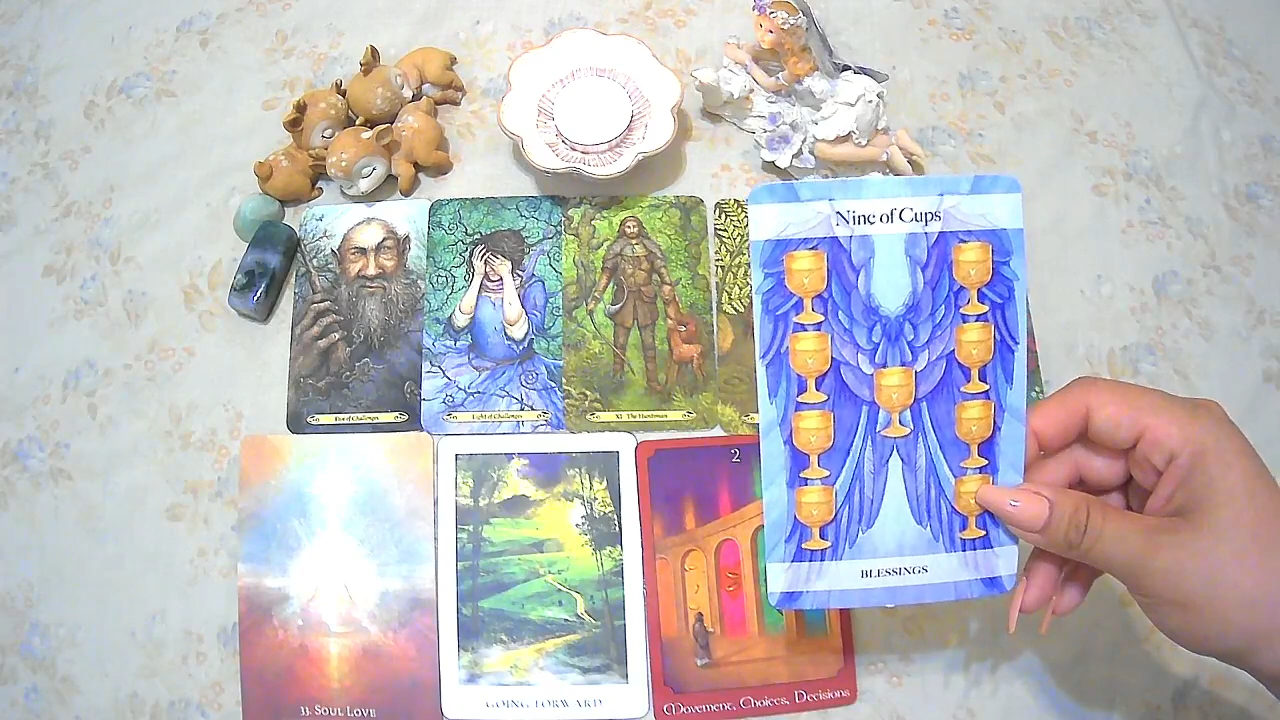 Nine of Cups
Five of Challenges
Eight of Challenges
XI The Huntsman
2
BLESSINGS
33. SOUL LOVE
GOING FORWARD
Movement, Choices, Decisions